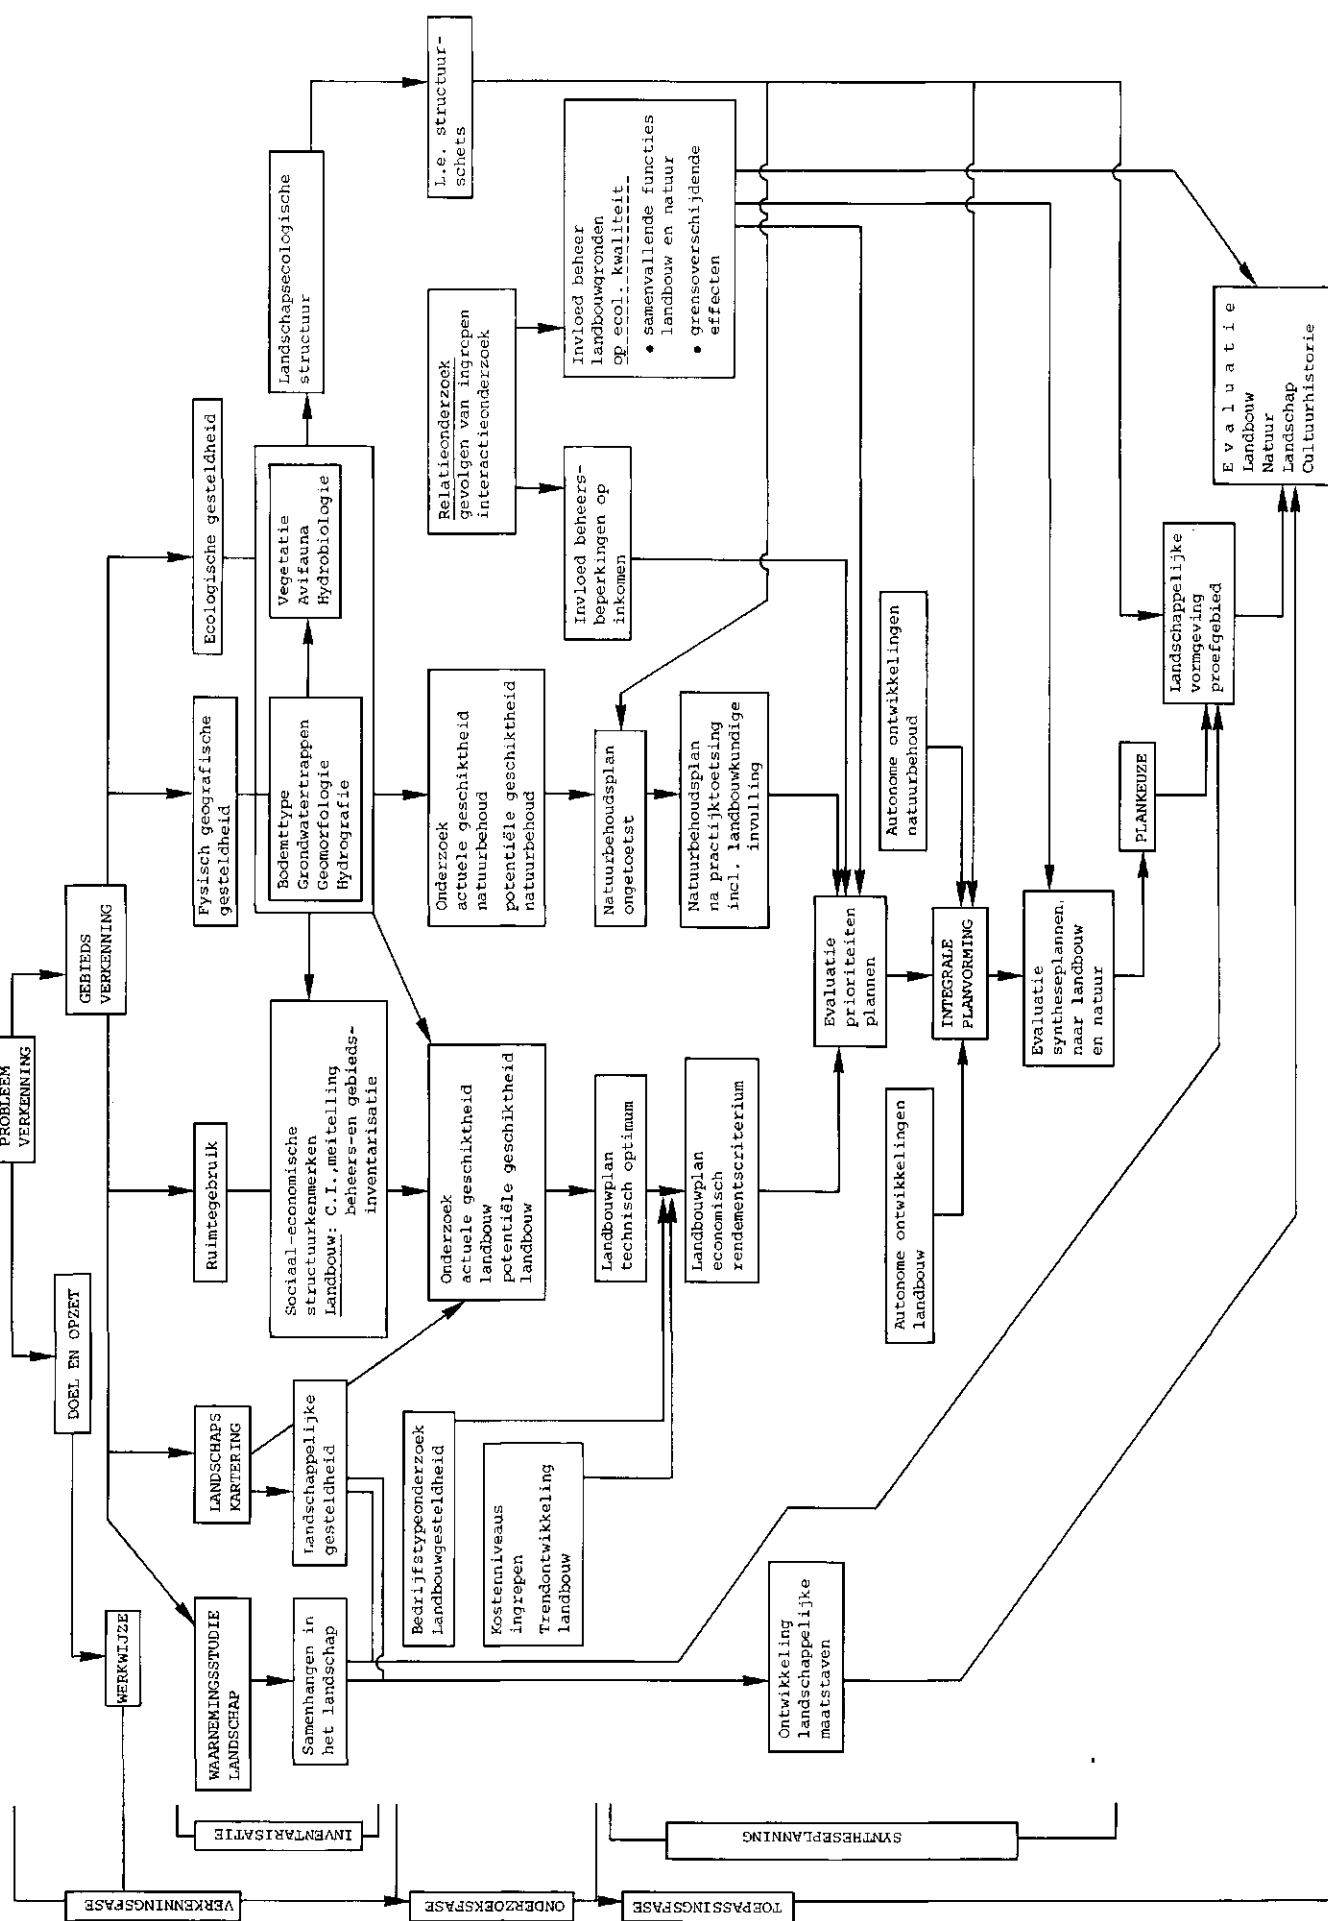 PROBLEEM
VERKENNING
DOEL EN OPZET
GEBIEDS
VERKENNING
WERKWIJZE
VERKENNINGSFASE
INVENTARISATIE
ONDERZOEKSFASE
TOEPASSINGSFASE
SYNTHESEPLANNING
WAARNEMINGSSTUDIE
LANDSCHAP
LANDSCHAPS
KARTERING
Ruimtegebruik
Fysisch geografische
gesteldheid
Ecologische gesteldheid
Samenhangen in
het landschap
Landschappelijke
gesteldheid
Sociaal-economische
structuurkenmerken
Landbouw: C.I.,meitelling
beheers-en gebieds-
inventarisatie
Bodemttype
Grondwatertrappen
Geomorfologie
Hydrografie
Vegetatie
Avifauna
Hydrobiologie
Landschapsecologische
structuur
Bedrijfstypeonderzoek
Landbouwgesteldheid
Kostenniveaus
ingrepen
Trendontwikkeling
landbouw
Onderzoek
actuele geschiktheid
landbouw
potentiële geschiktheid
landbouw
Onderzoek
actuele geschiktheid
natuurbehoud
potentiële geschiktheid
natuurbehoud
Relatieonderzoek
gevolgen van ingrepen
interactieonderzoek
L.e. structuur-
schets
Landbouwplan
technisch optimum
Natuurbehoudsplan
ongetoetst
Invloed beheers-
beperkingen op
inkomen
Invloed beheer
landbouwgronden
op ecol. kwaliteit
• samenvallende functies
landbouw en natuur
• grensoverschijdende
effecten
Landbouwplan
economisch
rendementscriterium
Natuurbehoudsplan
na practijktoetsing
incl. landbouwkundige
invulling
Ontwikkeling
landschappelijke
maatstaven
Evaluatie
prioriteiten
plannen
Autonome ontwikkelingen
landbouw
Autonome ontwikkelingen
natuurbehoud
INTEGRALE
PLANVORMING
Evaluatie
syntheseplannen,
naar landbouw
en natuur
PLANKEUZE
Landschappelijke
vormgeving
proefgebied
Evaluatie
Landbouw
Natuur
Landschap
Cultuurhistorie